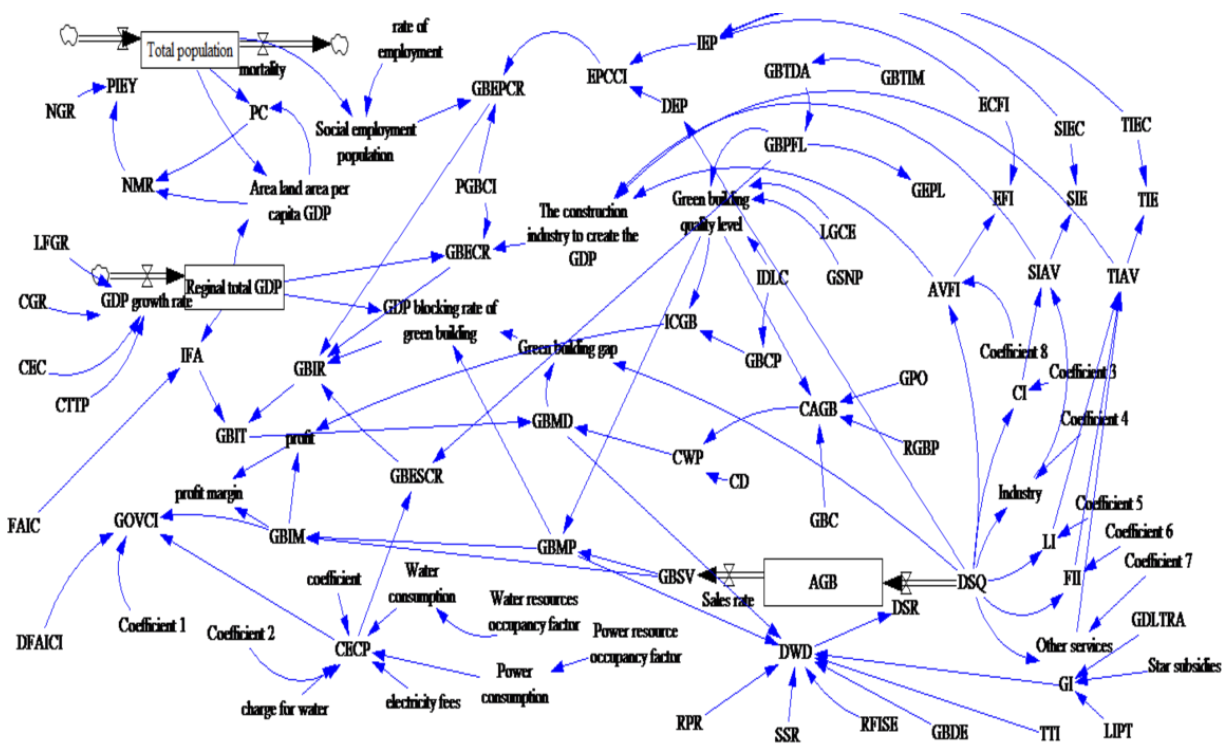 rate of
employment
Total population
mortality
IEP
EPCCI
GBTDA
GBTIM
PIEY
NGR
PC
GBEPCR
DEP
ECFI
SIEC
TIEC
Social employment
population
GBPFL
NMR
Area land area per
capita GDP
PGBCI
GEPL
EFI
SIE
TIE
The construction
industry to create the
GDP
Green building
quality level
LGCE
LFGR
GBECR
IDLC
GSNP
AVFI
SIAV
TIAV
Reginal total GDP
GDP growth rate
CGR
GDP blocking rate of
green building
ICGB
Green building gap
GBCP
Coefficient 8
Coefficient 3
CEC
IFA
GBIR
CI
CTTP
GPO
CAGB
Coefficient 4
GBIT
profit
GBMD
CWP
RGBP
GBESCR
CD
Industry
profit margin
FAIC
GOVCI
GBIM
GBC
Coefficient 5
LI
Coefficient 6
GBMP
Coefficient 7
coefficient
Water
consumption
GBSV
Sales rate
AGB
DSQ
FII
DSR
DFAICI
Coefficient 1
Coefficient 2
Water resources
occupancy factor
GDLTRA
Other services
CECP
Power resource
occupancy factor
DWD
Star subsidies
Power
consumption
GI
charge for water
electricity fees
RPR
SSR
RFISE
GBDE
TTI
LIPT